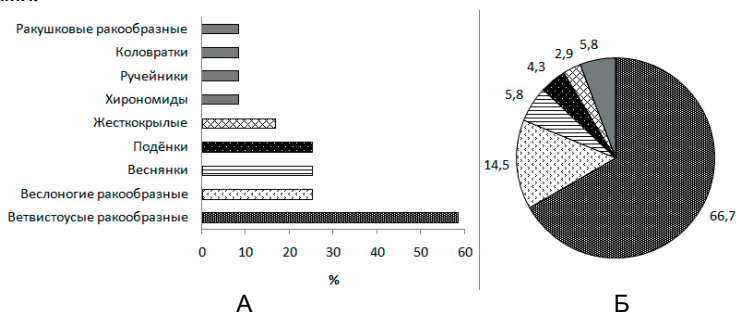 Ракушковые ракообразные
Коловратки
Ручейники
Хирономиды
Жесткокрылые
Подёнки
Веснянки
Веслоногие ракообразные
Ветвистоусые ракообразные
0 10 20 30 40 50 60
%
А
5,8
2,9
4,3
5,8
14,5
66,7
Б